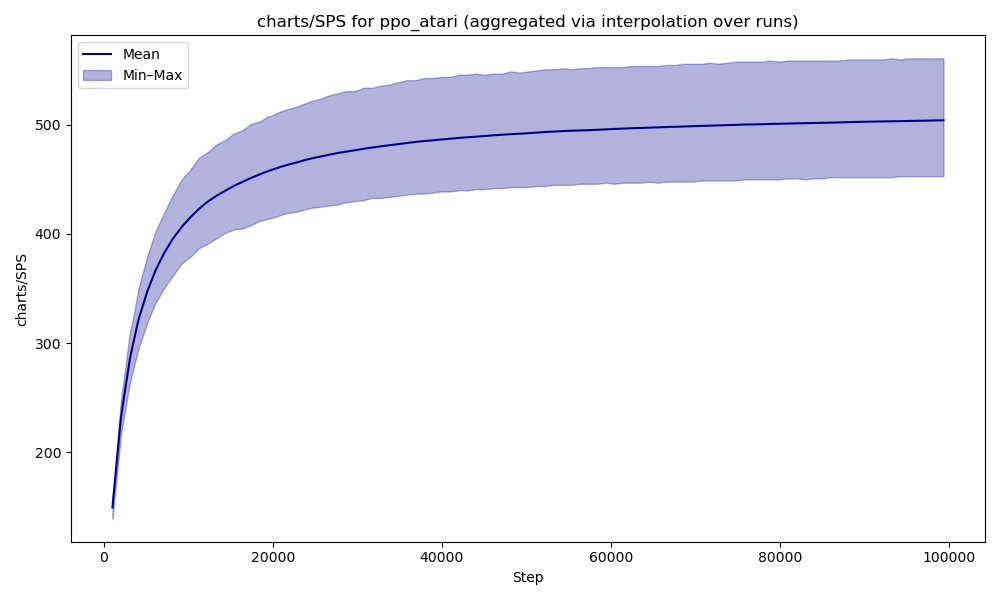 charts/SPS for ppo_atari (aggregated via interpolation over runs)
Mean
Min–Max
charts/SPS
500
400
300
200
0
20000
40000
60000
80000
100000
Step